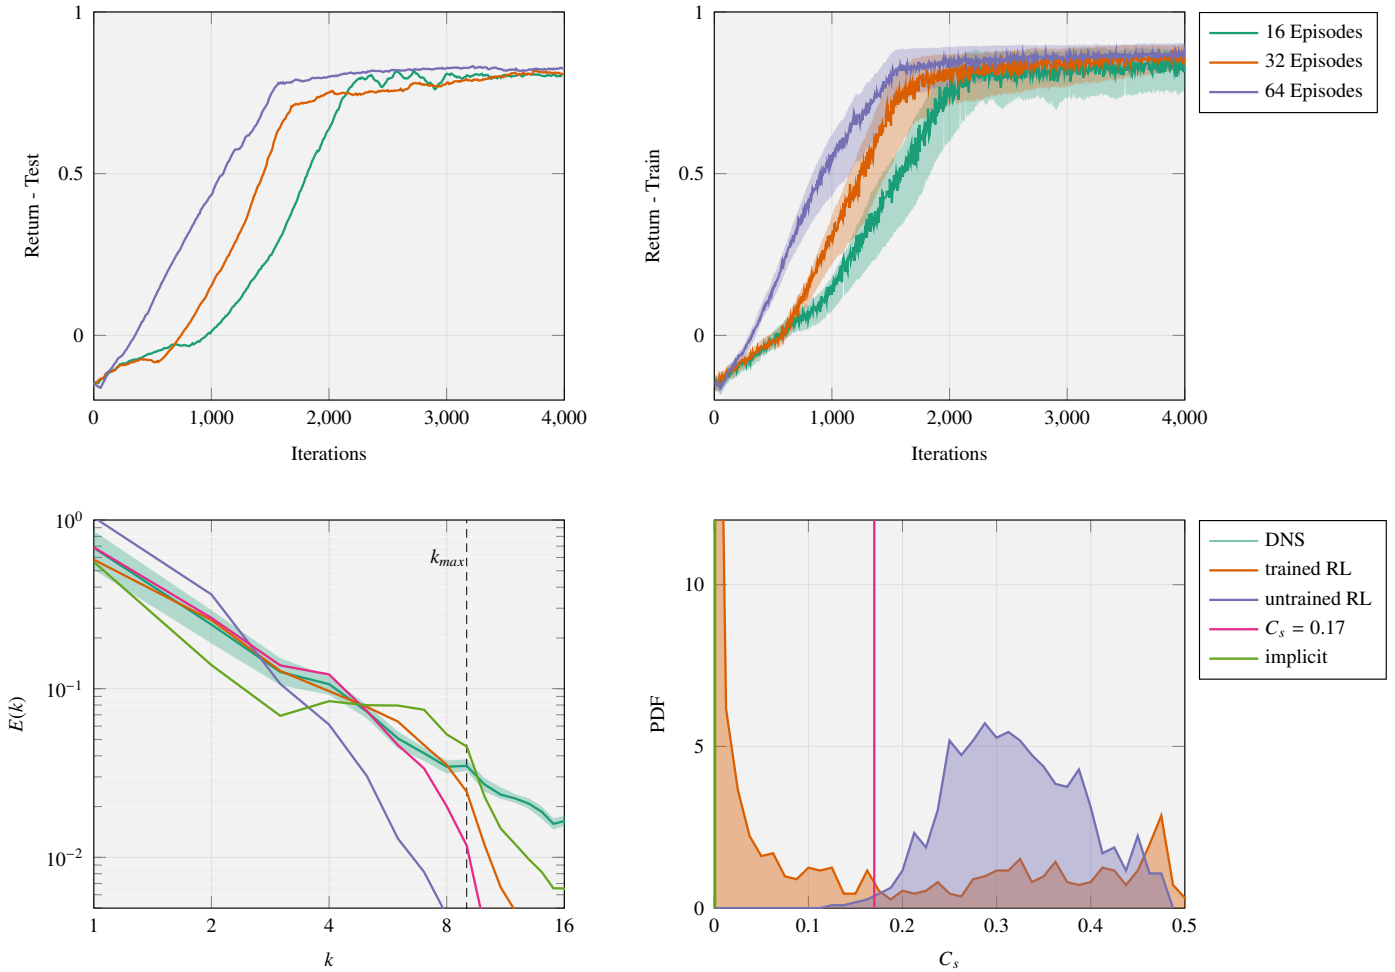 1
0.5
0
Return - Test
0
1,000
2,000
3,000
4,000
Iterations
1
0.5
0
Return - Train
0
1,000
2,000
3,000
4,000
Iterations
16 Episodes
32 Episodes
64 Episodes
10^0
10^−1
10^−2
E(k)
k_max
1
2
4
8
16
k
10
5
0
PDF
0
0.1
0.2
0.3
0.4
0.5
C_s
DNS
trained RL
untrained RL
C_s = 0.17
implicit